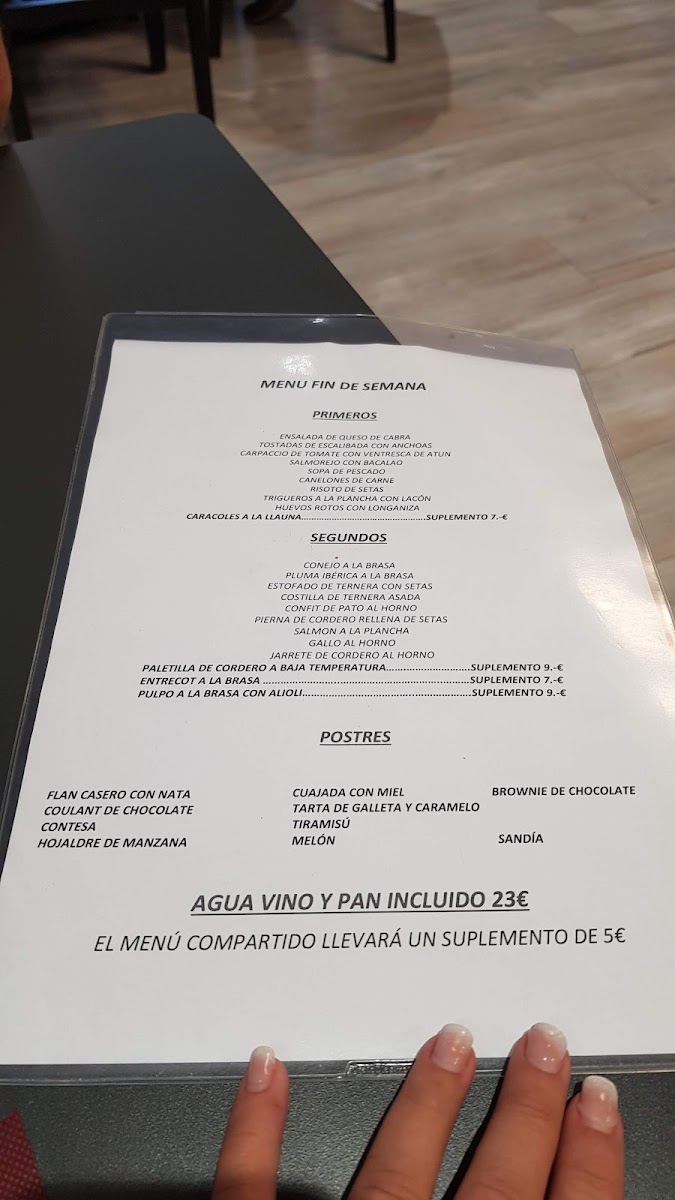 MENU FIN DE SEMANA
PRIMEROS
ENSALADA DE QUESO DE CABRA
TOSTADAS DE ESCALIBADA CON ANCHOAS
CARPACCIO DE TOMATE CON VENTRESCA DE ATUN
SALMOREJO CON BACALAO
SOPA DE PESCADO
CANELONES DE CARNE
RISOTO DE SETAS
TRIGUEROS A LA PLANCHA CON LACÓN
HUEVOS ROTOS CON LONGANIZA
CARACOLES A LA LLAUNA....................................................SUPLEMENTO 7.-€
SEGUNDOS
CONEJO A LA BRASA
PLUMA IBÉRICA A LA BRASA
ESTOFADO DE TERNERA CON SETAS
COSTILLA DE TERNERA ASADA
CONFIT DE PATO AL HORNO
PIERNA DE CORDERO RELLENA DE SETAS
SALMON A LA PLANCHA
GALLO AL HORNO
JARRETE DE CORDERO AL HORNO
PALETILLA DE CORDERO A BAJA TEMPERATURA............................SUPLEMENTO 9.-€
ENTRECOT A LA BRASA ................................................................SUPLEMENTO 7.-€
PULPO A LA BRASA CON ALIOLI.....................................................SUPLEMENTO 9.-€
POSTRES
FLAN CASERO CON NATA CUAJADA CON MIEL BROWNIE DE CHOCOLATE
COULANT DE CHOCOLATE TARTA DE GALLETA Y CARAMELO
CONTESA TIRAMISÚ
HOJALDRE DE MANZANA MELÓN SANDÍA
AGUA VINO Y PAN INCLUIDO 23€
EL MENÚ COMPARTIDO LLEVARÁ UN SUPLEMENTO DE 5€